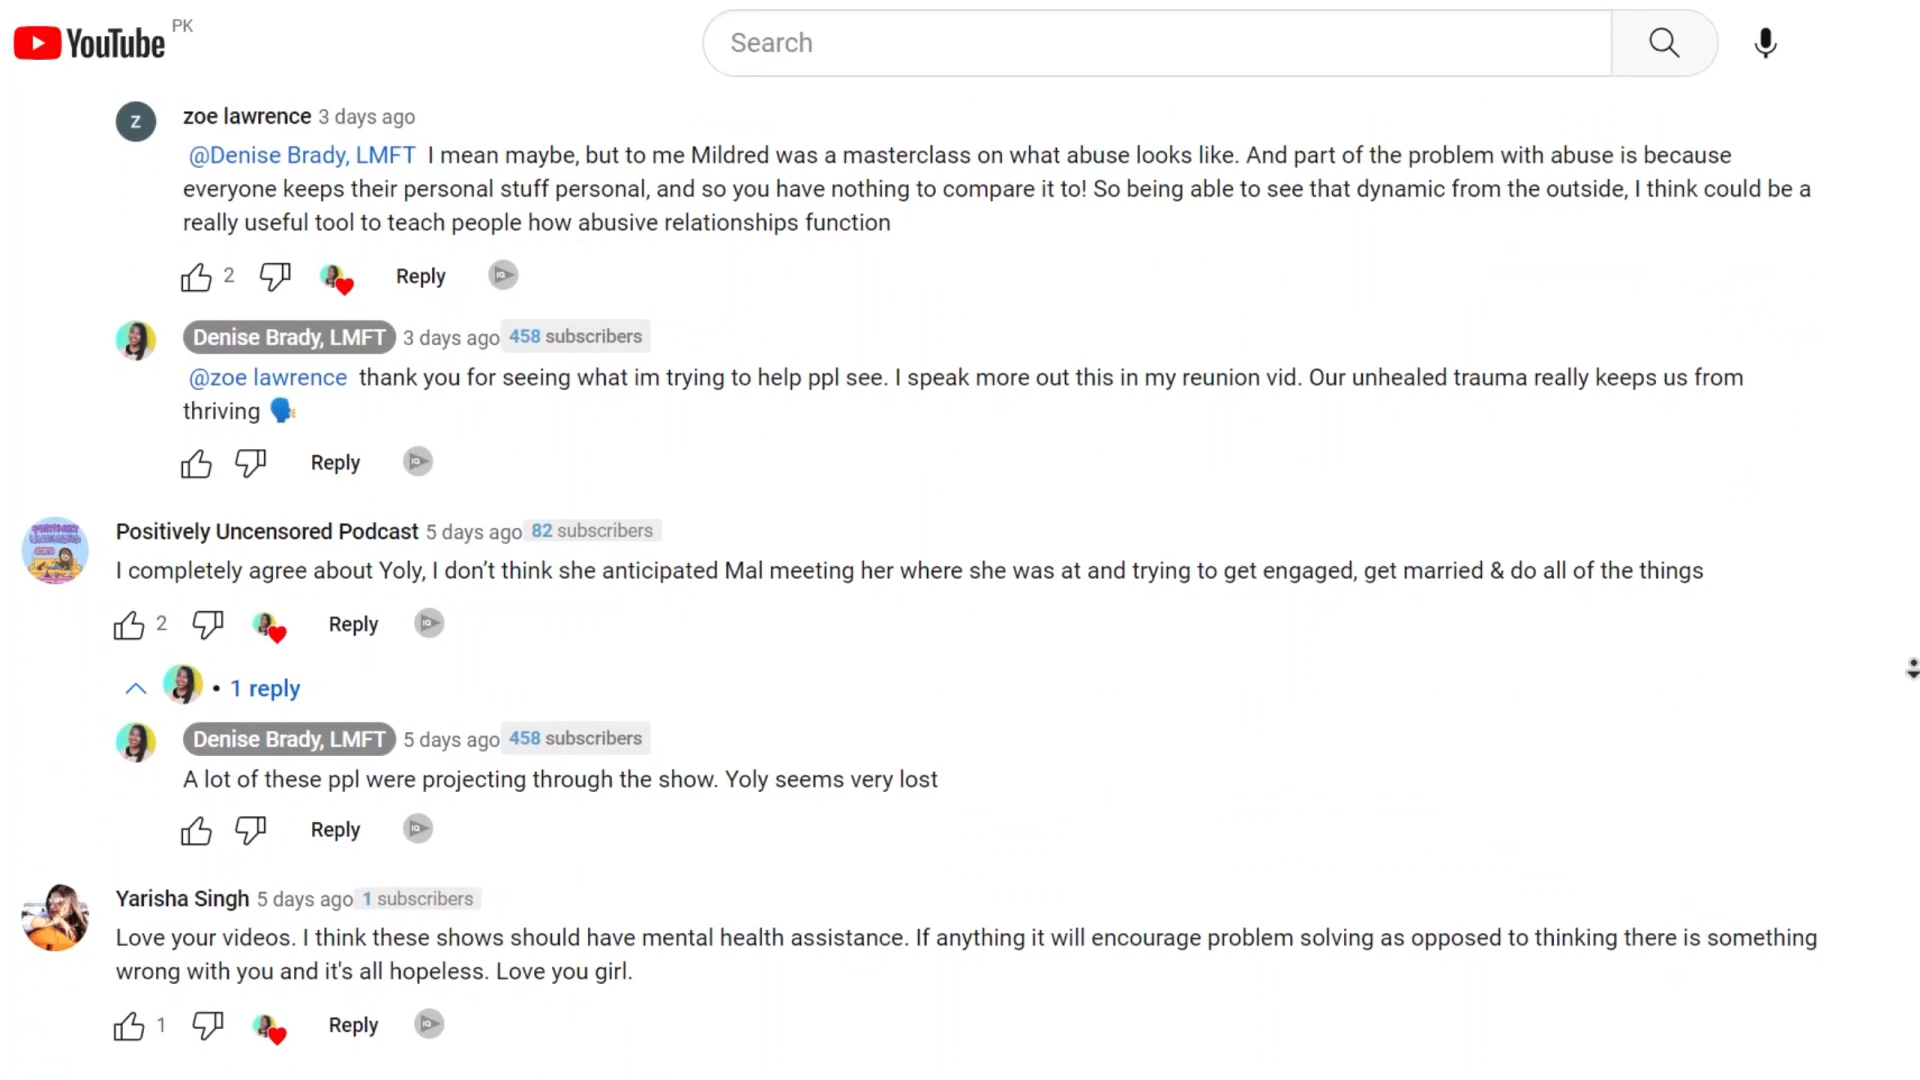 YouTube PK
Search
Z
zoe lawrence 3 days ago
@Denise Brady, LMFT I mean maybe, but to me Mildred was a masterclass on what abuse looks like. And part of the problem with abuse is because
everyone keeps their personal stuff personal, and so you have nothing to compare it to! So being able to see that dynamic from the outside, I think could be a
really useful tool to teach people how abusive relationships function
2 Reply IQ
Denise Brady, LMFT 3 days ago 458 subscribers
@zoe lawrence thank you for seeing what im trying to help ppl see. I speak more out this in my reunion vid. Our unhealed trauma really keeps us from
thriving 🗣️
Reply IQ
Positively Uncensored Podcast 5 days ago 82 subscribers
I completely agree about Yoly, I don’t think she anticipated Mal meeting her where she was at and trying to get engaged, get married & do all of the things
2 Reply IQ
• 1 reply
Denise Brady, LMFT 5 days ago 458 subscribers
A lot of these ppl were projecting through the show. Yoly seems very lost
Reply IQ
Yarisha Singh 5 days ago 1 subscribers
Love your videos. I think these shows should have mental health assistance. If anything it will encourage problem solving as opposed to thinking there is something
wrong with you and it's all hopeless. Love you girl.
1 Reply IQ